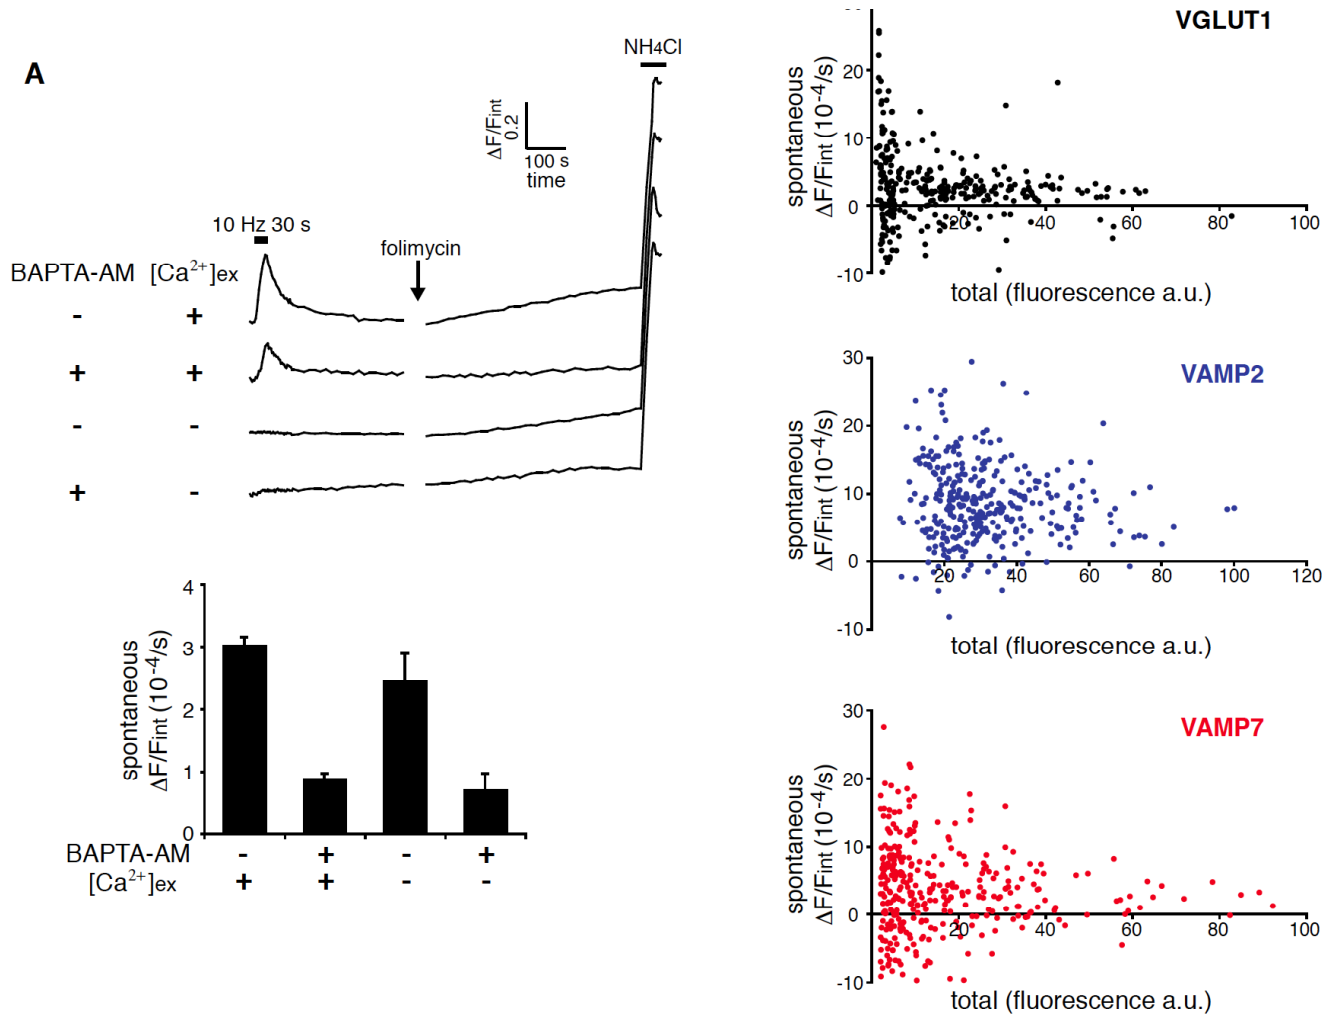 A
NH4Cl
ΔF/Fint
0.2
100 s
time
10 Hz 30 s
folimycin
BAPTA-AM [Ca2+]ex
- +
+ +
- -
+ -
spontaneous
ΔF/Fint (10-4/s)
4
3
2
1
0
BAPTA-AM - + - +
[Ca2+]ex + + - -
VGLUT1
spontaneous
ΔF/Fint (10-4/s)
20
10
0
-10
20 40 60 80 100
total (fluorescence a.u.)
VAMP2
spontaneous
ΔF/Fint (10-4/s)
30
20
10
0
-10
20 40 60 80 100 120
total (fluorescence a.u.)
VAMP7
spontaneous
ΔF/Fint (10-4/s)
30
20
10
0
-10
20 40 60 80 100
total (fluorescence a.u.)